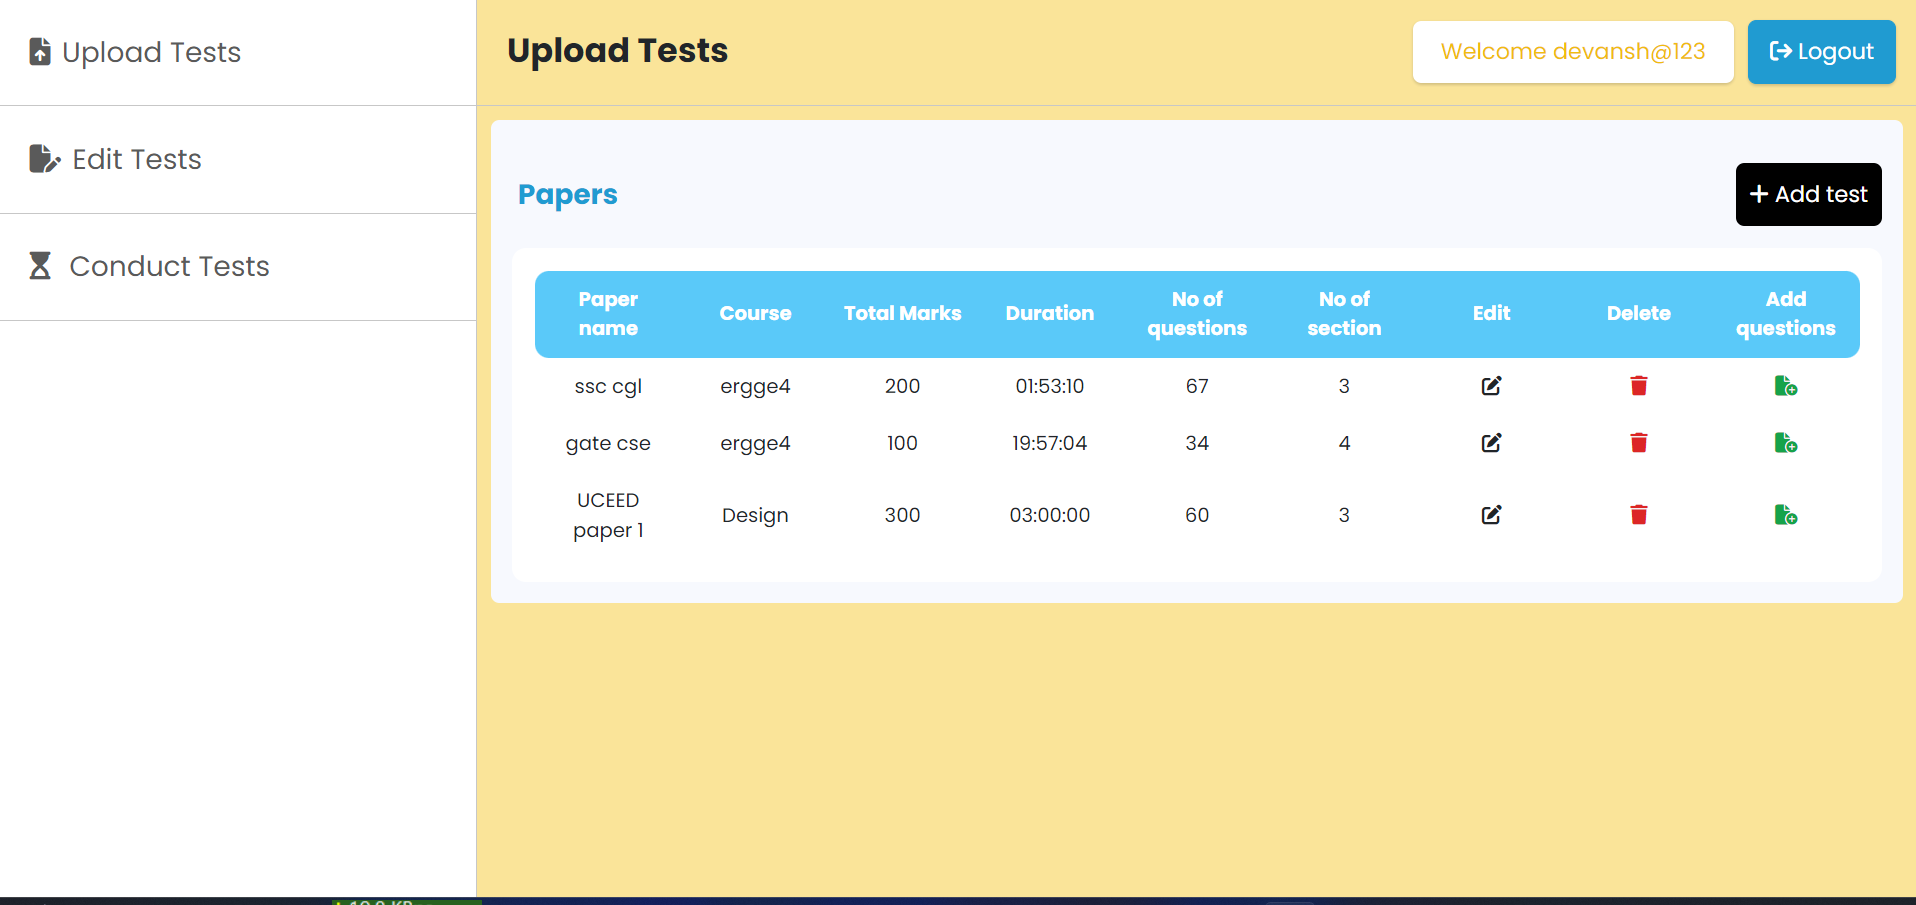 Upload Tests
Edit Tests
Conduct Tests
Upload Tests
Welcome devansh@123
Logout
Papers
+ Add test
Paper name Course Total Marks Duration No of questions No of section Edit Delete Add questions
ssc cgl ergge4 200 01:53:10 67 3
gate cse ergge4 100 19:57:04 34 4
UCEED paper 1 Design 300 03:00:00 60 3